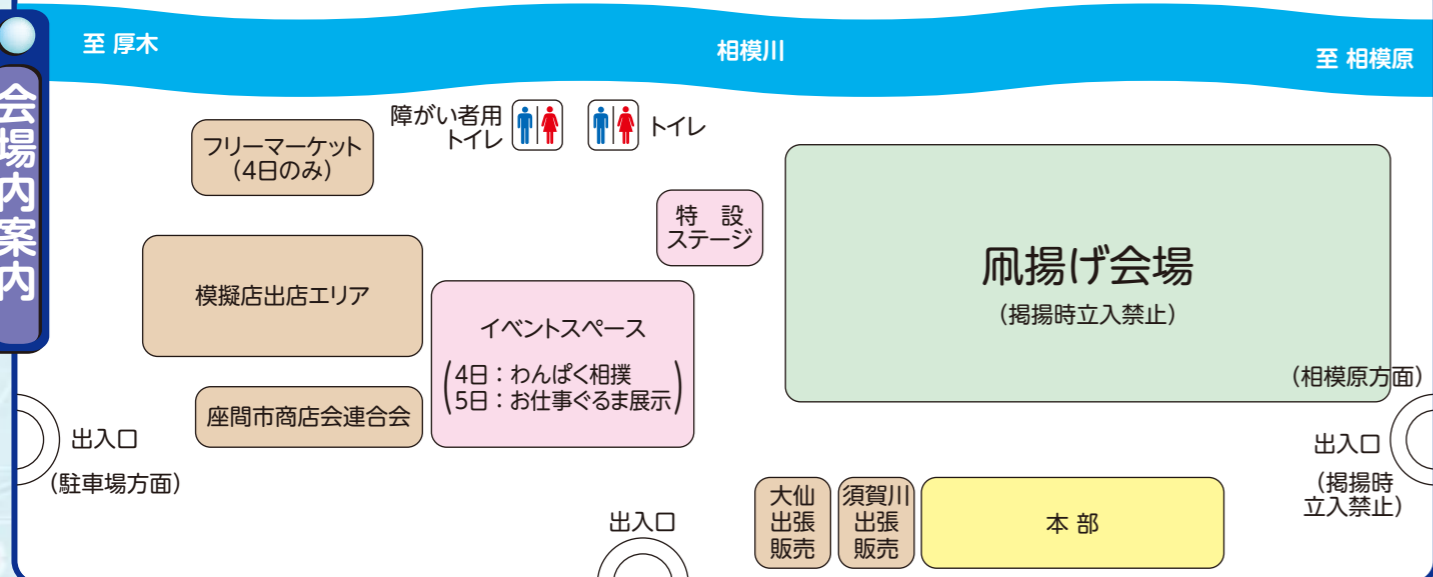 会場内案内
至 厚木
相模川
至 相模原
障がい者用
トイレ
トイレ
フリーマーケット
(4日のみ)
特 設
ステージ
模擬店出店エリア
凧揚げ会場
(掲揚時立入禁止)
イベントスペース
(4日：わんぱく相撲
5日：お仕事ぐるま展示)
座間市商店会連合会
(相模原方面)
出入口
(掲揚時
立入禁止)
出入口
(駐車場方面)
出入口
大仙
出張
販売
須賀川
出張
販売
本 部